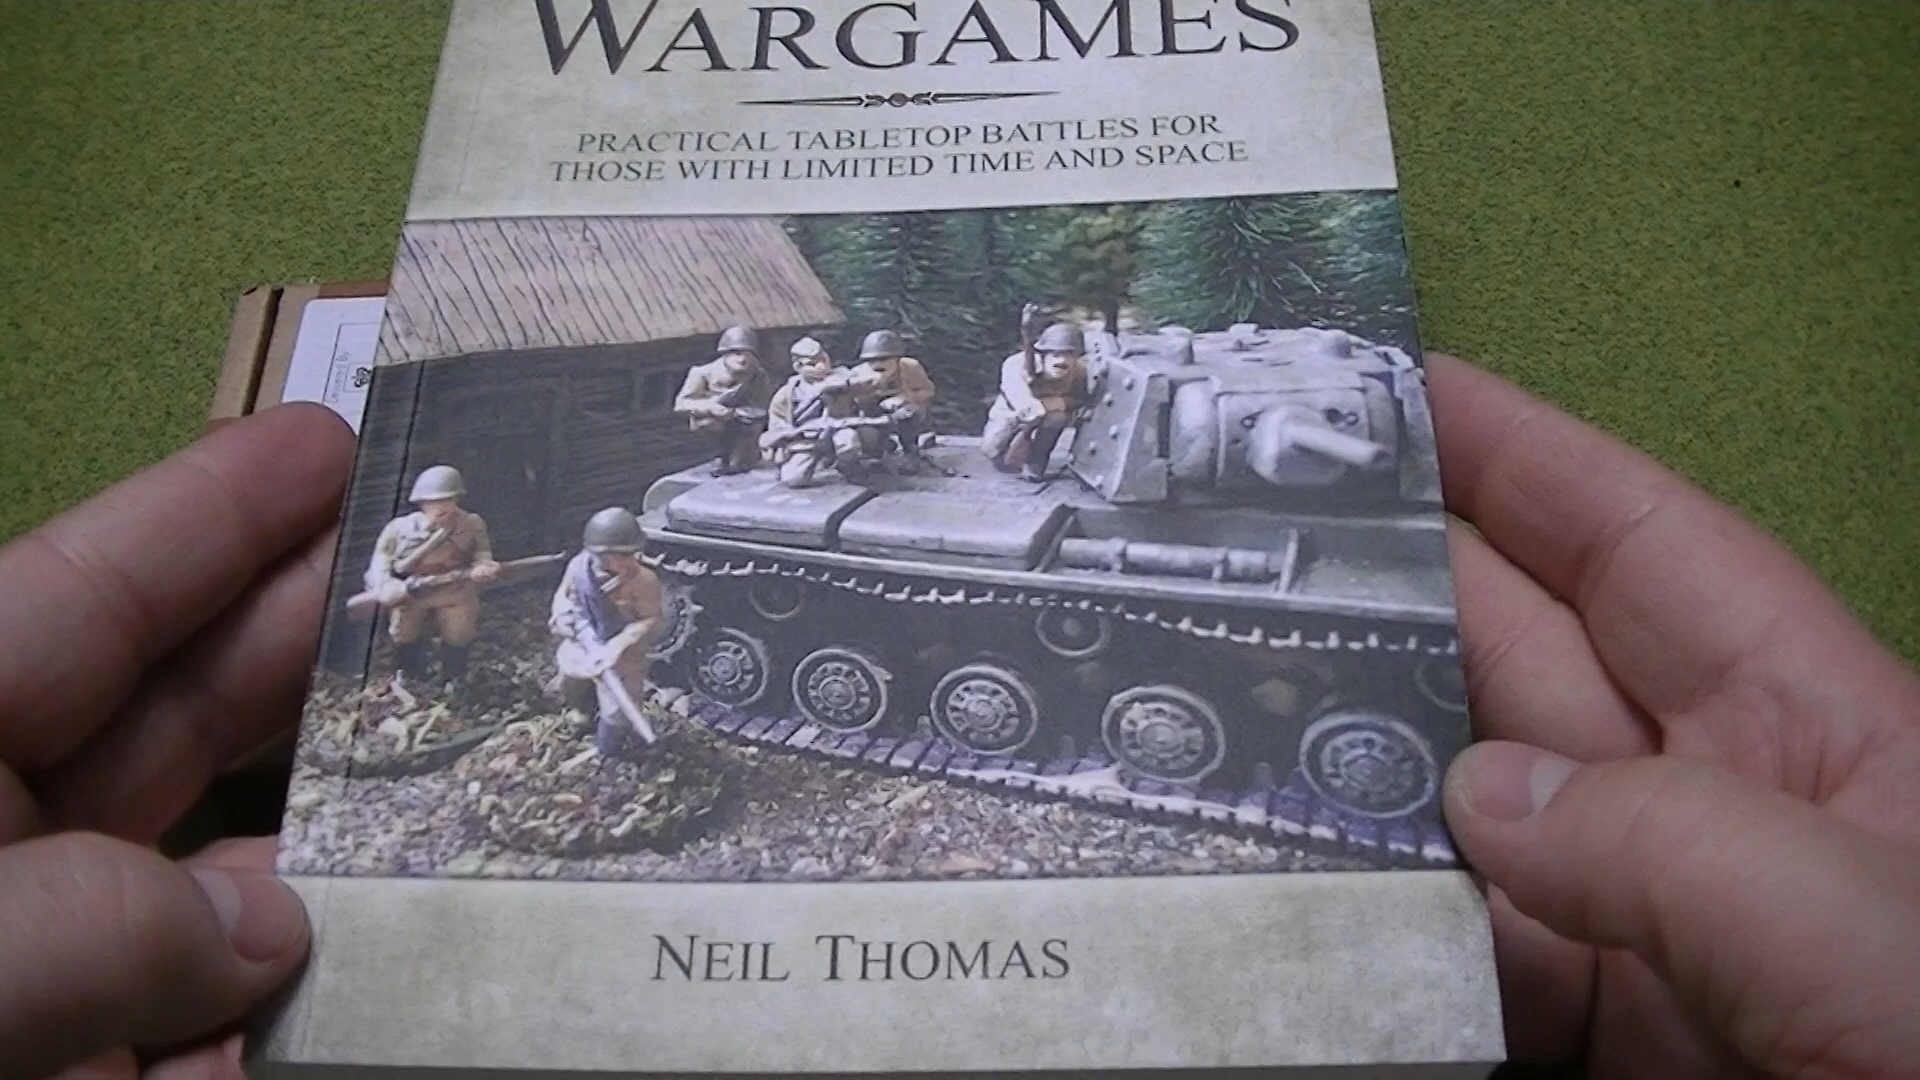 WARGAMES
PRACTICAL TABLETOP BATTLES FOR
THOSE WITH LIMITED TIME AND SPACE
NEIL THOMAS